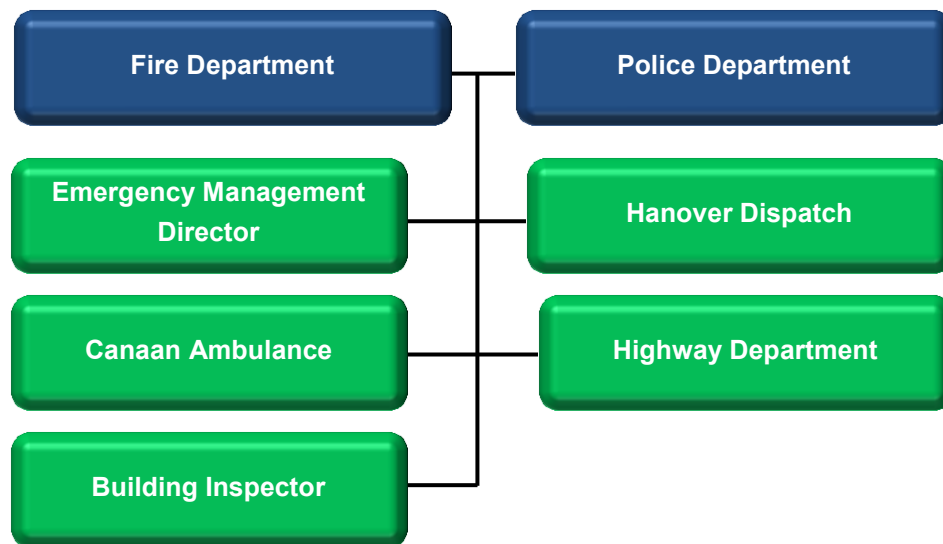 Fire Department
Police Department
Emergency Management
Director
Hanover Dispatch
Canaan Ambulance
Highway Department
Building Inspector